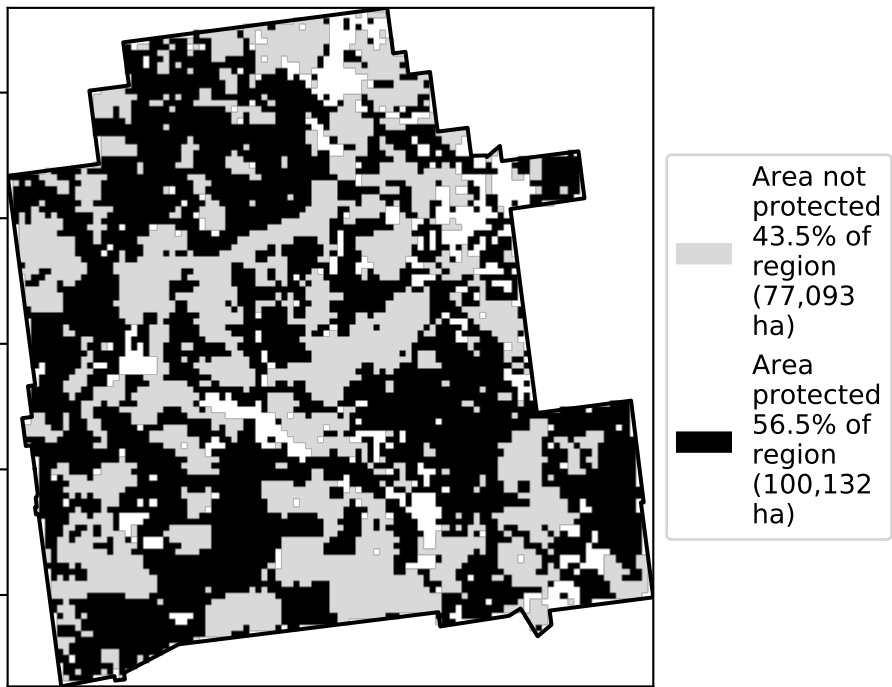 Area not
protected
43.5% of
region
(77,093
ha)
Area
protected
56.5% of
region
(100,132
ha)